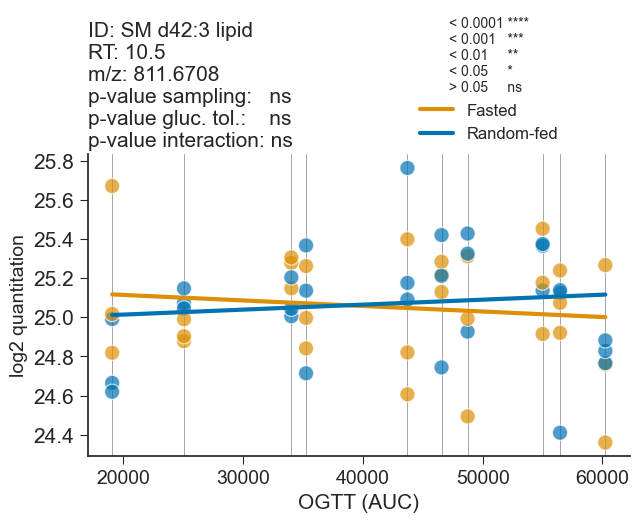 ID: SM d42:3 lipid
RT: 10.5
m/z: 811.6708
p-value sampling: ns
p-value gluc. tol.: ns
p-value interaction: ns
< 0.0001 ****
< 0.001 ***
< 0.01 **
< 0.05 *
> 0.05 ns
Fasted
Random-fed
25.8
25.6
25.4
25.2
25.0
24.8
24.6
24.4
log2 quantitation
20000 30000 40000 50000 60000
OGTT (AUC)